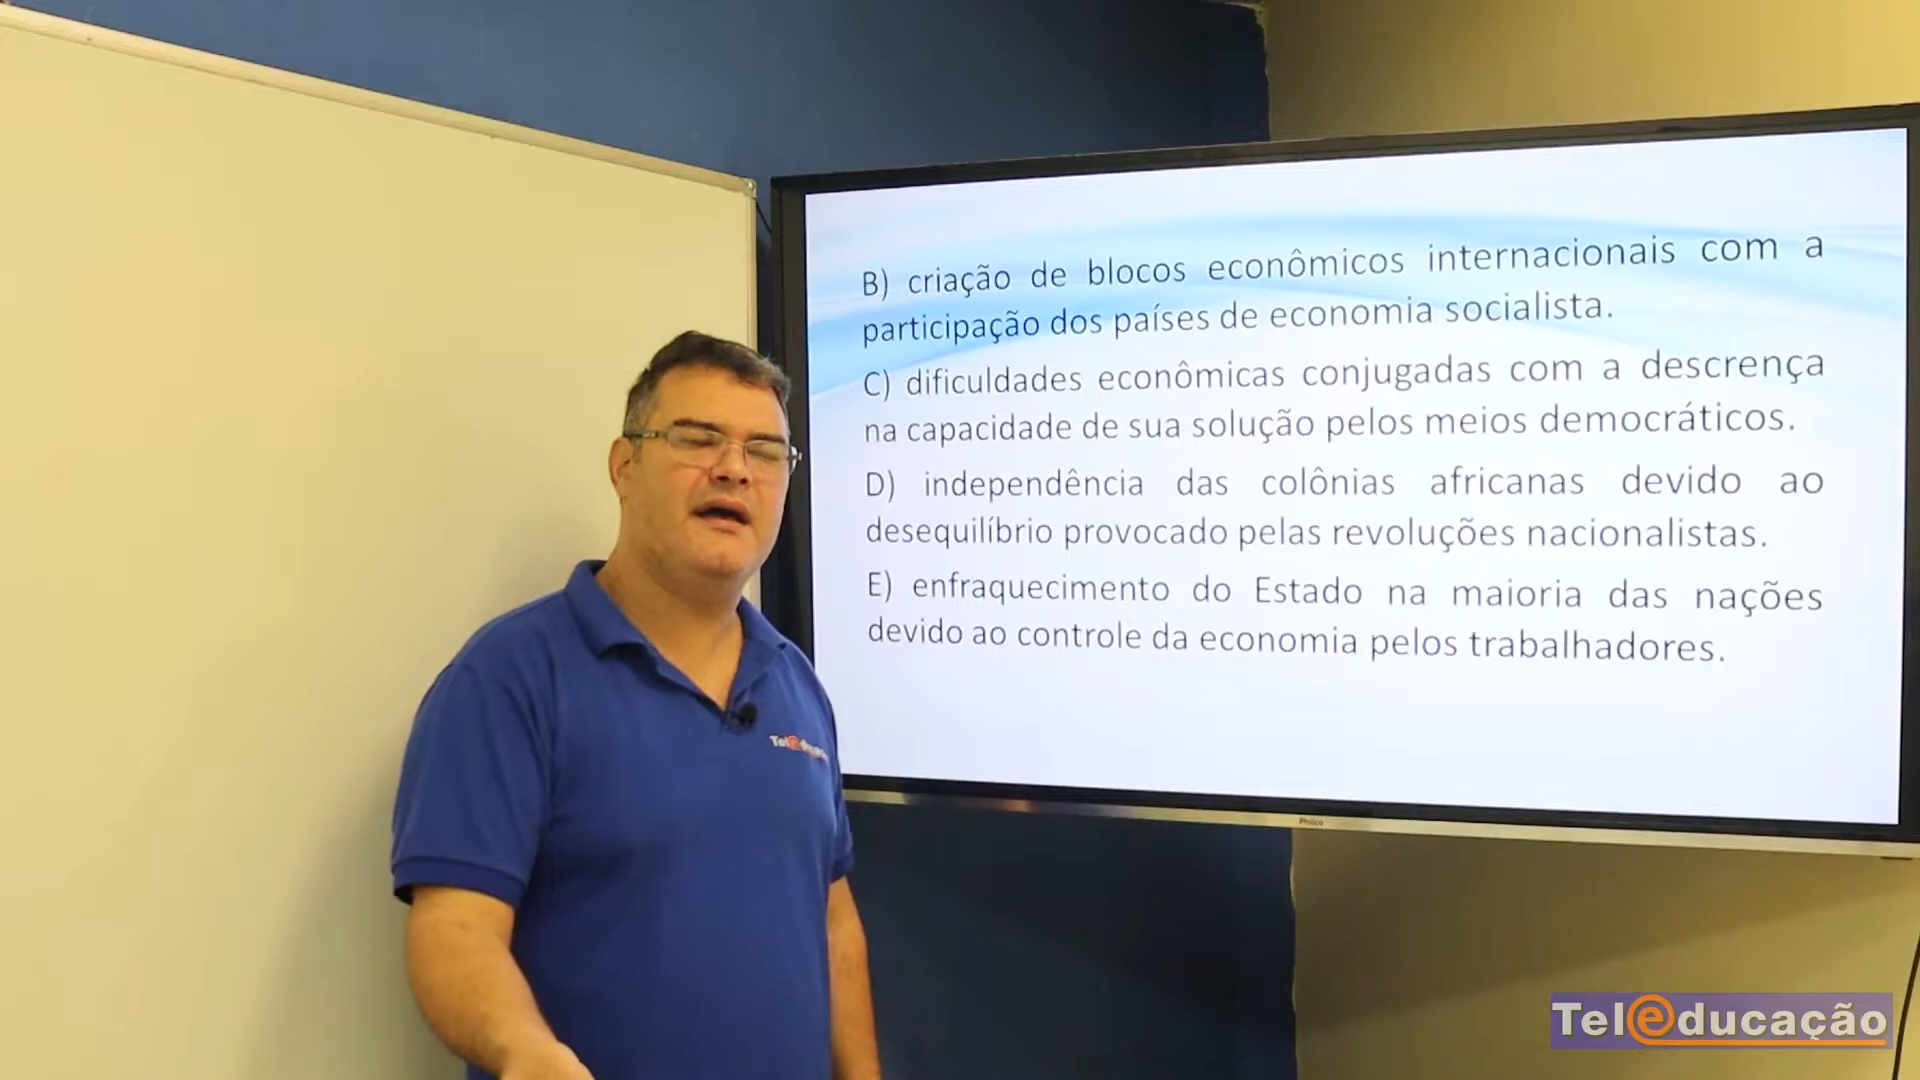 B) criação de blocos econômicos internacionais com a
participação dos países de economia socialista.
C) dificuldades econômicas conjugadas com a descrença
na capacidade de sua solução pelos meios democráticos.
D) independência das colônias africanas devido ao
desequilíbrio provocado pelas revoluções nacionalistas.
E) enfraquecimento do Estado na maioria das nações
devido ao controle da economia pelos trabalhadores.
Philco
Teleducação